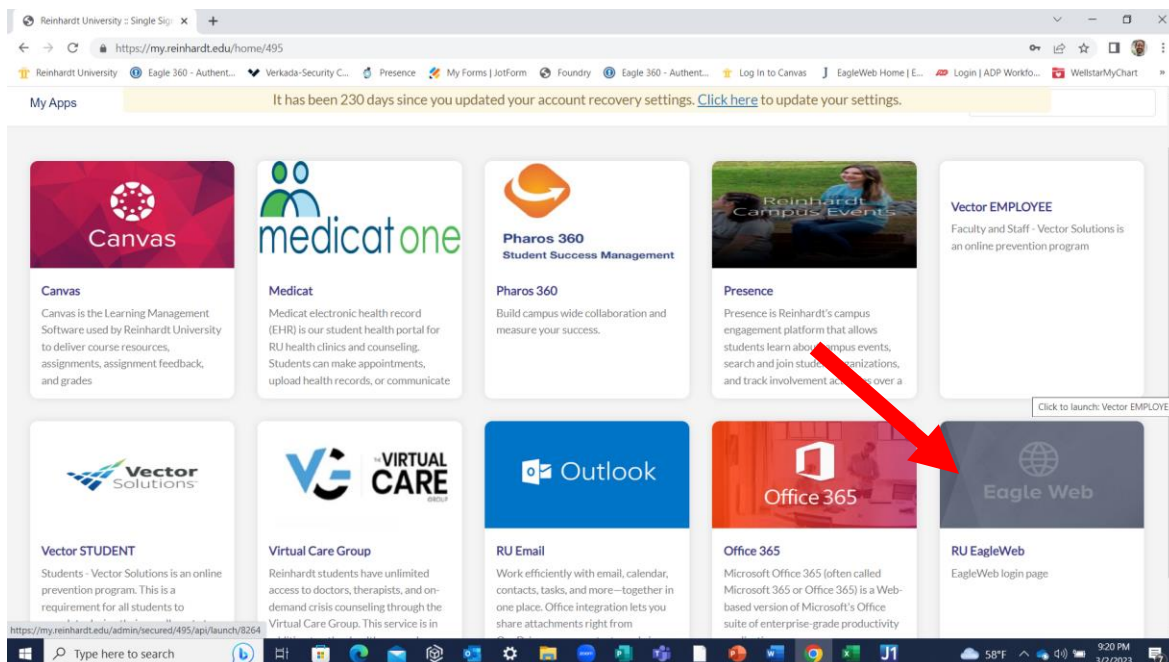 Reinhardt University :: Single Sig
https://my.reinhardt.edu/home/495
Reinhardt University
Eagle 360 - Authent...
Verkada-Security C...
Presence
My Forms | JotForm
Foundry
Eagle 360 - Authent...
Log In to Canvas
EagleWeb Home | E...
Login | ADP Workfo...
WellstarMyChart
»
My Apps
It has been 230 days since you updated your account recovery settings. Click here to update your settings.
Canvas
Canvas
Canvas is the Learning Management
Software used by Reinhardt University
to deliver course resources,
assignments, assignment feedback,
and grades
medicat one
Medicat
Medicat electronic health record
(EHR) is our student health portal for
RU health clinics and counseling.
Students can make appointments,
upload health records, or communicate
Pharos 360
Student Success Management
Pharos 360
Build campus wide collaboration and
measure your success.
Reinhardt
Campus Events
Presence
Presence is Reinhardt's campus
engagement platform that allows
students learn about campus events,
search and join student organizations,
and track involvement over a
Vector EMPLOYEE
Faculty and Staff - Vector Solutions is
an online prevention program
Click to launch: Vector EMPLOYE
Vector
Solutions
Vector STUDENT
Students - Vector Solutions is an online
prevention program. This is a
requirement for all students to
VIRTUAL
CARE
GROUP
Virtual Care Group
Reinhardt students have unlimited
access to doctors, therapists, and on-
demand crisis counseling through the
Virtual Care Group. This service is in
Outlook
RU Email
Work efficiently with email, calendar,
contacts, tasks, and more—together in
one place. Office integration lets you
share attachments right from
Office 365
Office 365
Microsoft Office 365 (often called
Microsoft 365 or Office 365) is a Web-
based version of Microsoft's Office
suite of enterprise-grade productivity
Eagle Web
RU EagleWeb
EagleWeb login page
https://my.reinhardt.edu/admin/secured/495/api/launch/8264
Type here to search
J1
58°F
9:20 PM
3/2/2023